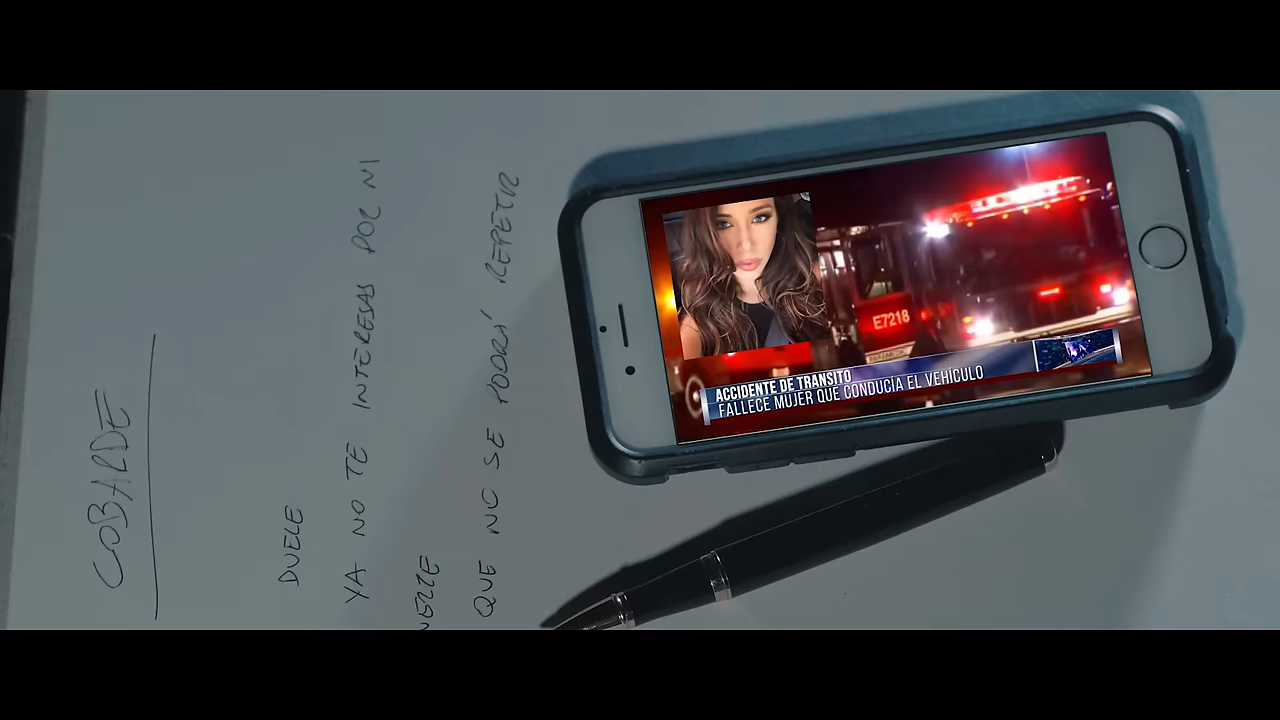 COBARDE
DUELE
YA NO TE INTERESAS POR NI
QUE NO SE PODRÁ REPETIR
E7218
ACCIDENTE DE TRANSITO
FALLECE MUJER QUE CONDUCÍA EL VEHÍCULO